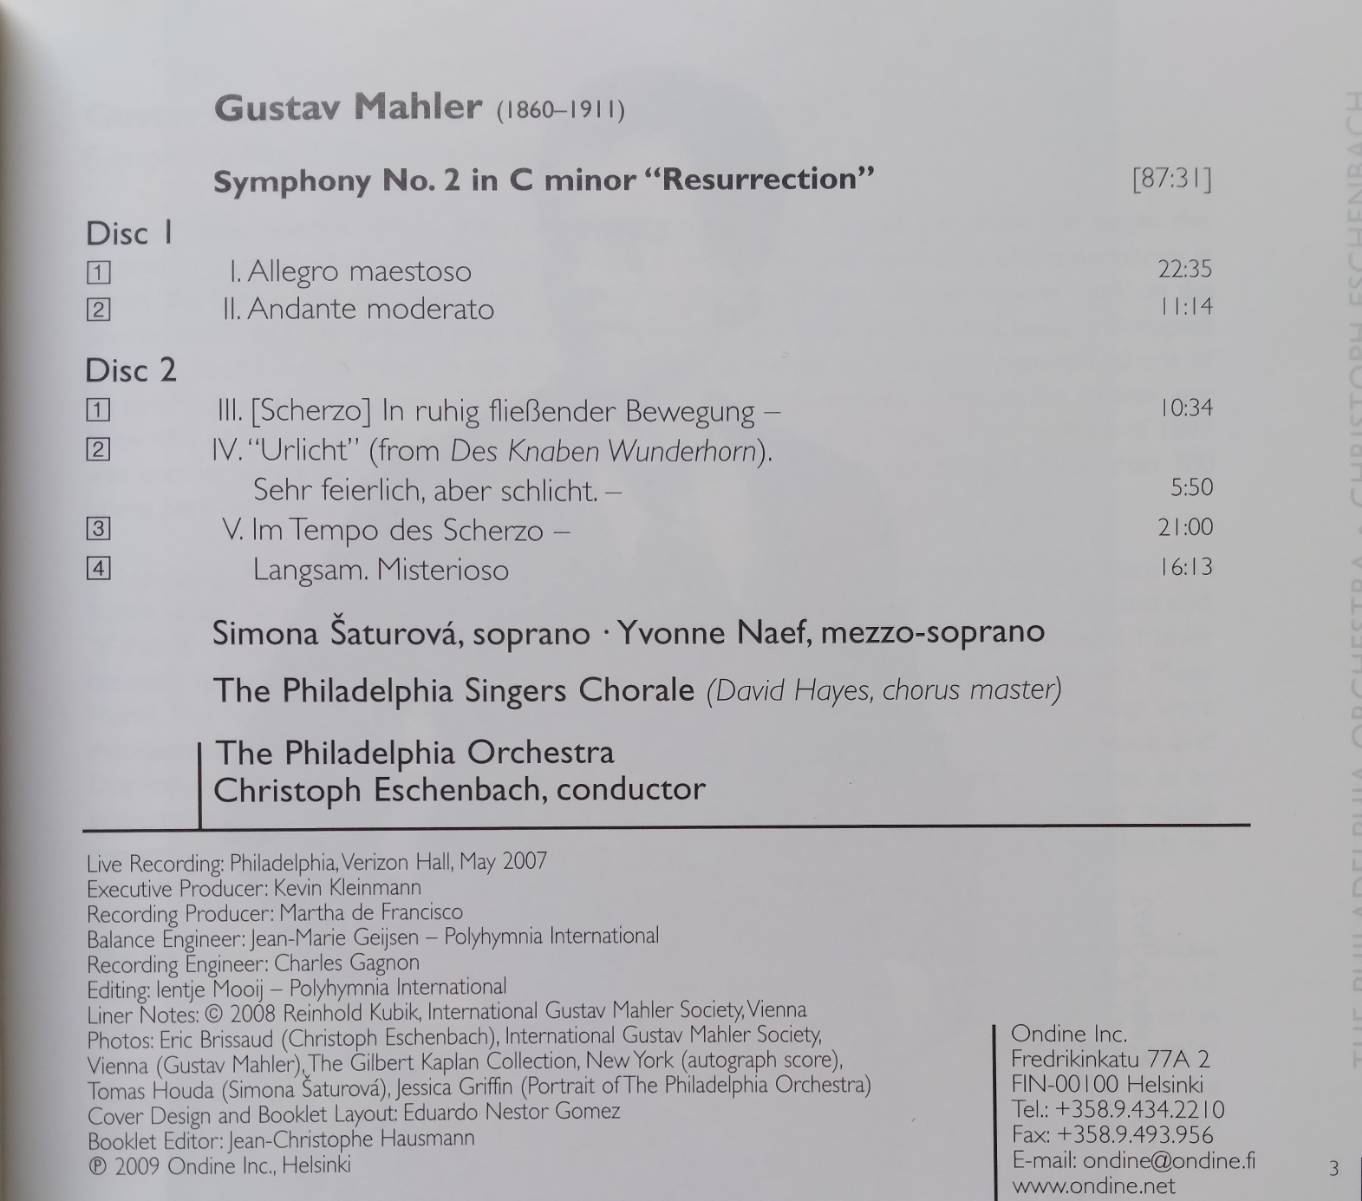 Gustav Mahler (1860–1911)
Symphony No. 2 in C minor “Resurrection” [87:31]
Disc 1
1 I. Allegro maestoso 22:35
2 II. Andante moderato 11:14
Disc 2
1 III. [Scherzo] In ruhig fließender Bewegung – 10:34
2 IV. “Urlicht” (from Des Knaben Wunderhorn).
Sehr feierlich, aber schlicht. – 5:50
3 V. Im Tempo des Scherzo – 21:00
4 Langsam. Misterioso 16:13
Simona Šaturová, soprano · Yvonne Naef, mezzo-soprano
The Philadelphia Singers Chorale (David Hayes, chorus master)
The Philadelphia Orchestra
Christoph Eschenbach, conductor
Live Recording: Philadelphia, Verizon Hall, May 2007
Executive Producer: Kevin Kleinmann
Recording Producer: Martha de Francisco
Balance Engineer: Jean-Marie Geijsen – Polyhymnia International
Recording Engineer: Charles Gagnon
Editing: Ientje Mooij – Polyhymnia International
Liner Notes: © 2008 Reinhold Kubik, International Gustav Mahler Society, Vienna
Photos: Eric Brissaud (Christoph Eschenbach), International Gustav Mahler Society,
Vienna (Gustav Mahler), The Gilbert Kaplan Collection, New York (autograph score),
Tomas Houda (Simona Šaturová), Jessica Griffin (Portrait of The Philadelphia Orchestra)
Cover Design and Booklet Layout: Eduardo Nestor Gomez
Booklet Editor: Jean-Christophe Hausmann
℗ 2009 Ondine Inc., Helsinki
Ondine Inc.
Fredrikinkatu 77A 2
FIN-00100 Helsinki
Tel.: +358.9.434.2210
Fax: +358.9.493.956
E-mail: ondine@ondine.fi
www.ondine.net
3
THE PHILADELPHIA ORCHESTRA • CHRISTOPH ESCHENBACH